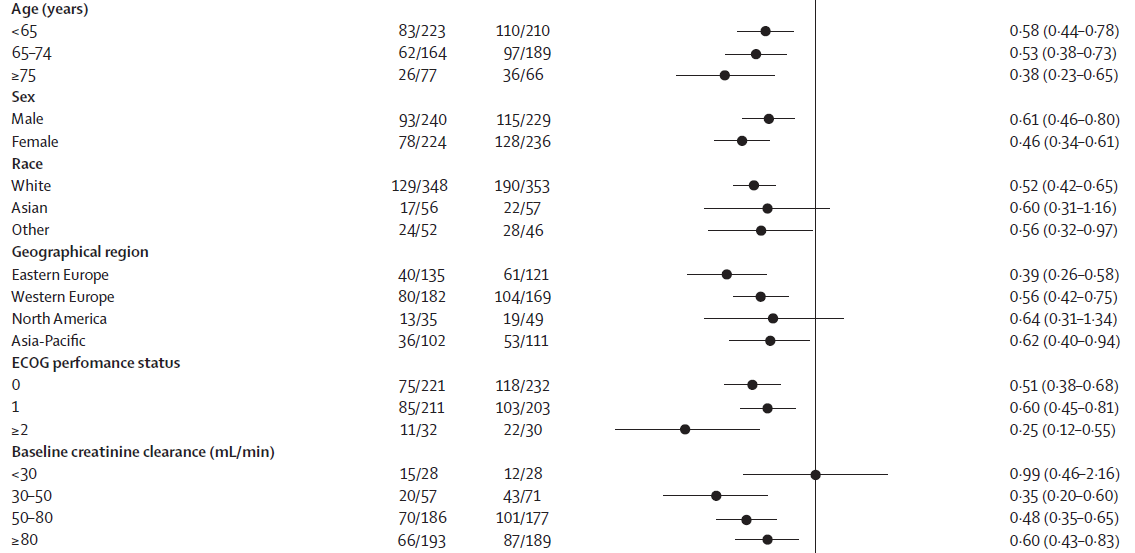 Age (years)
<65 83/223 110/210 0·58 (0·44–0·78)
65–74 62/164 97/189 0·53 (0·38–0·73)
≥75 26/77 36/66 0·38 (0·23–0·65)
Sex
Male 93/240 115/229 0·61 (0·46–0·80)
Female 78/224 128/236 0·46 (0·34–0·61)
Race
White 129/348 190/353 0·52 (0·42–0·65)
Asian 17/56 22/57 0·60 (0·31–1·16)
Other 24/52 28/46 0·56 (0·32–0·97)
Geographical region
Eastern Europe 40/135 61/121 0·39 (0·26–0·58)
Western Europe 80/182 104/169 0·56 (0·42–0·75)
North America 13/35 19/49 0·64 (0·31–1·34)
Asia-Pacific 36/102 53/111 0·62 (0·40–0·94)
ECOG perfomance status
0 75/221 118/232 0·51 (0·38–0·68)
1 85/211 103/203 0·60 (0·45–0·81)
≥2 11/32 22/30 0·25 (0·12–0·55)
Baseline creatinine clearance (mL/min)
<30 15/28 12/28 0·99 (0·46–2·16)
30–50 20/57 43/71 0·35 (0·20–0·60)
50–80 70/186 101/177 0·48 (0·35–0·65)
≥80 66/193 87/189 0·60 (0·43–0·83)